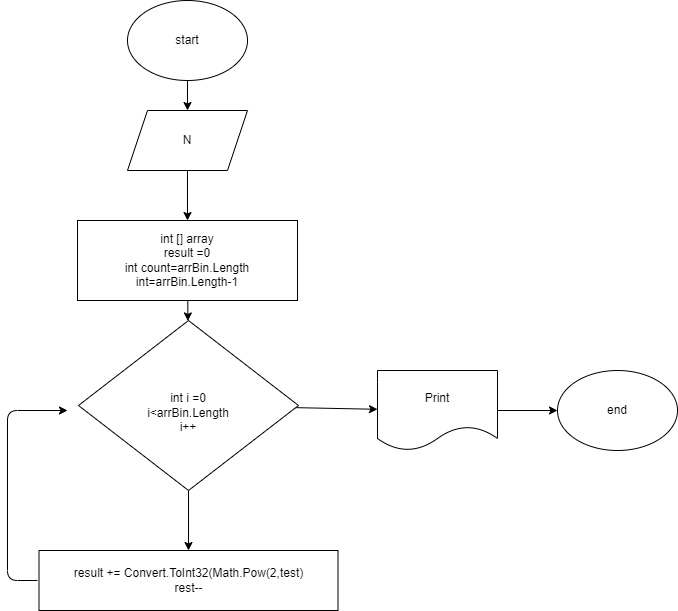 start
N
int [] array
result =0
int count=arrBin.Length
int=arrBin.Length-1
int i =0
i<arrBin.Length
i++
Print
end
result += Convert.ToInt32(Math.Pow(2,test)
rest--